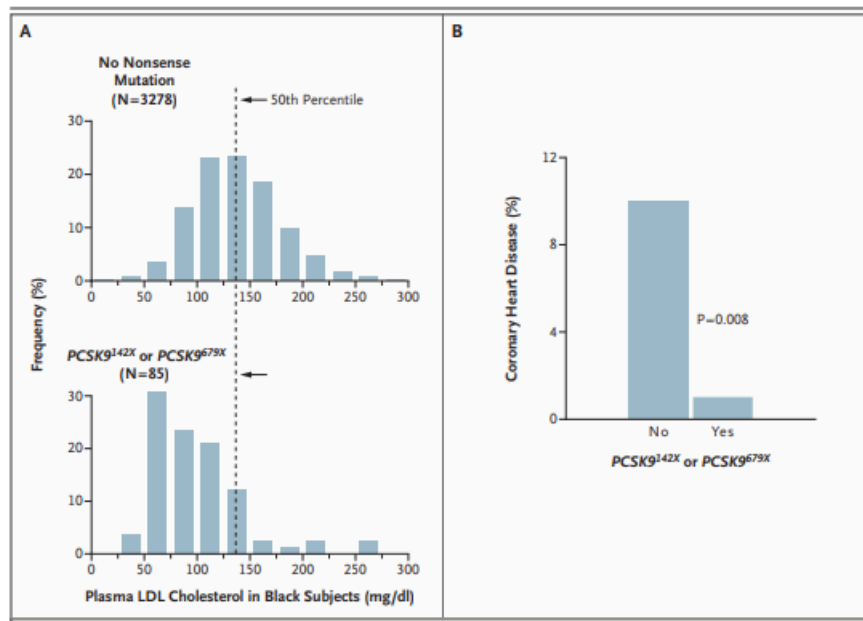 A
No Nonsense
Mutation
(N=3278)
50th Percentile
30
20
10
0
0 50 100 150 200 250 300
Frequency (%)
PCSK9142X or PCSK9679X
(N=85)
30
20
10
0
0 50 100 150 200 250 300
Plasma LDL Cholesterol in Black Subjects (mg/dl)
B
12
8
4
0
Coronary Heart Disease (%)
P=0.008
No Yes
PCSK9142X or PCSK9679X